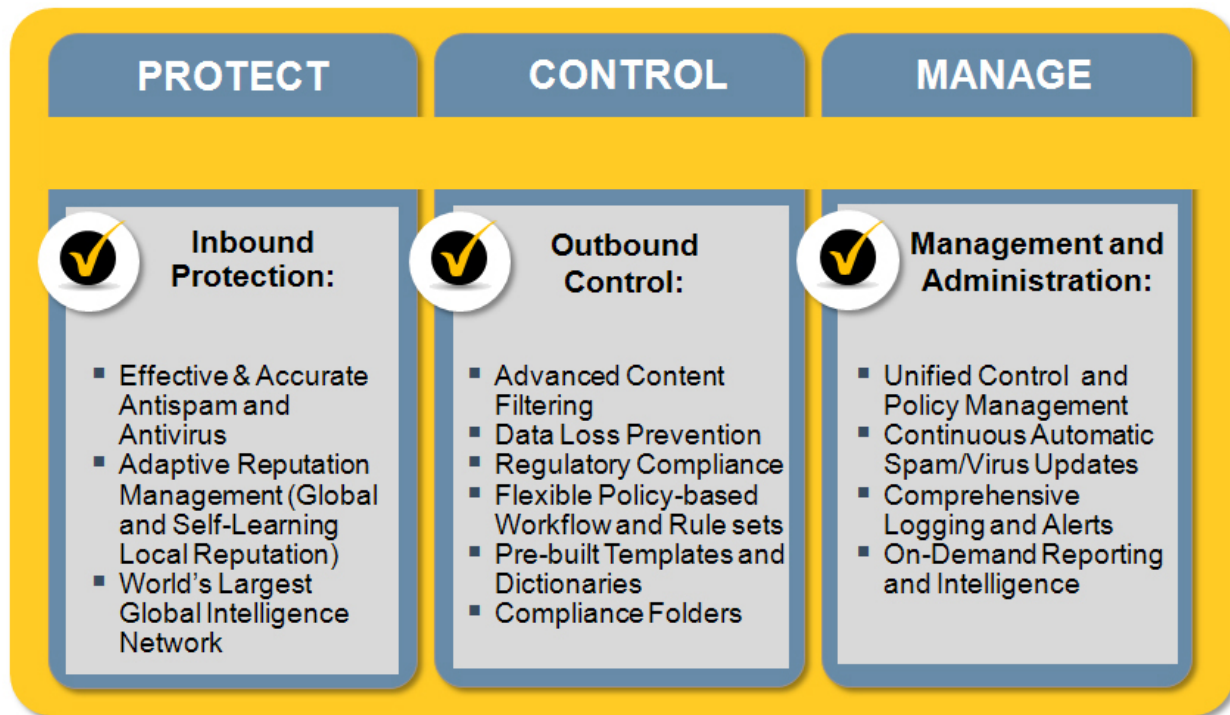 PROTECT
CONTROL
MANAGE
Inbound
Protection:
Effective & Accurate
Antispam and
Antivirus
Adaptive Reputation
Management (Global
and Self-Learning
Local Reputation)
World’s Largest
Global Intelligence
Network
Outbound
Control:
Advanced Content
Filtering
Data Loss Prevention
Regulatory Compliance
Flexible Policy-based
Workflow and Rule sets
Pre-built Templates and
Dictionaries
Compliance Folders
Management and
Administration:
Unified Control and
Policy Management
Continuous Automatic
Spam/Virus Updates
Comprehensive
Logging and Alerts
On-Demand Reporting
and Intelligence